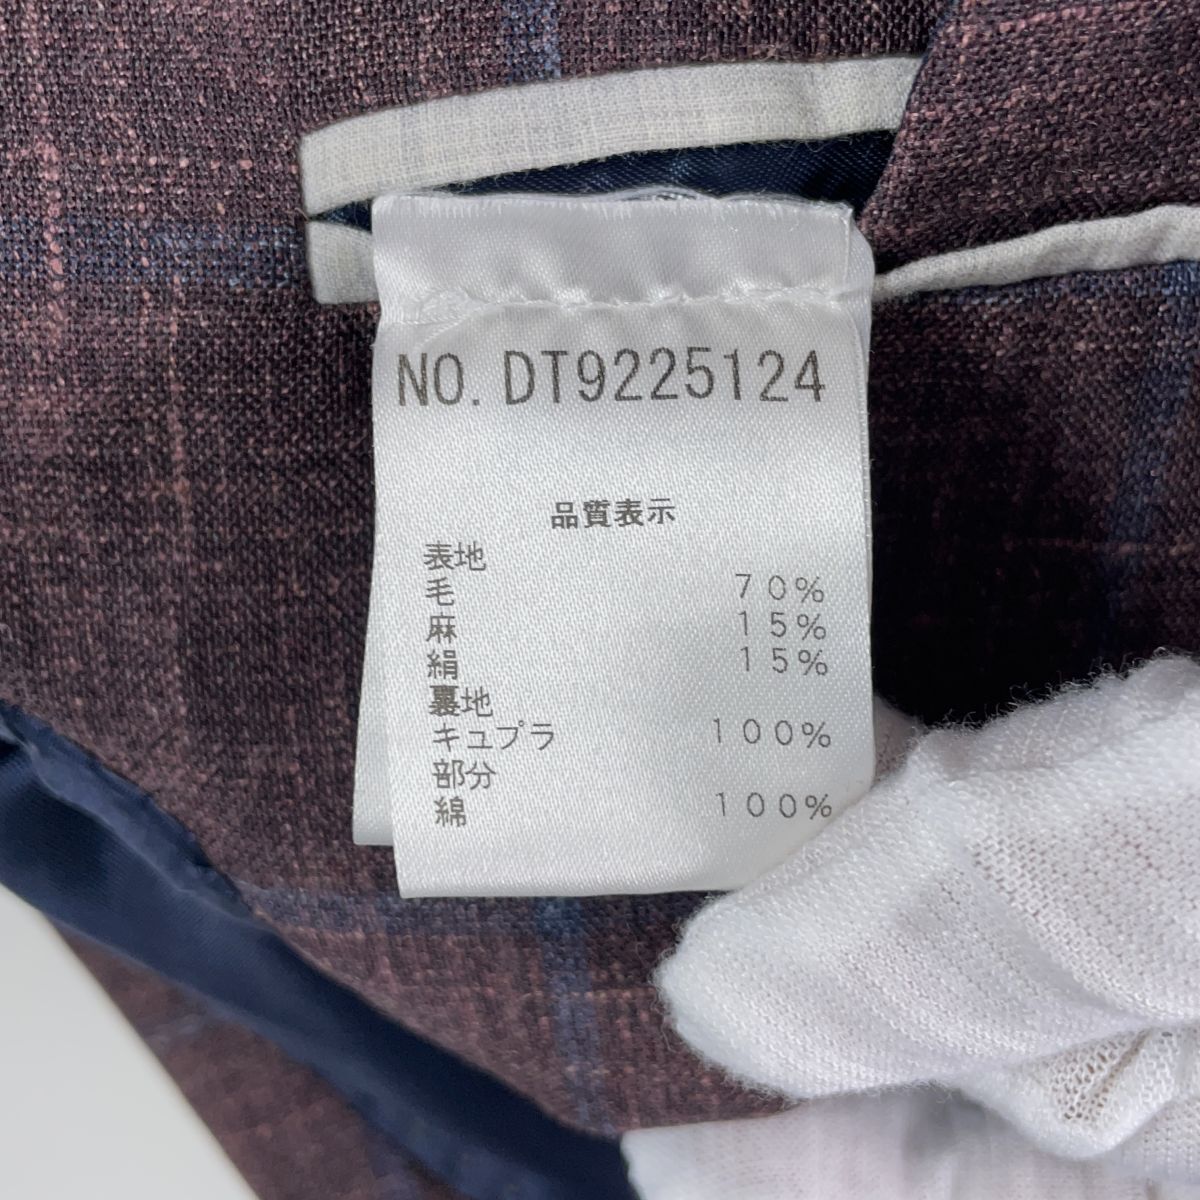 NO. DT9225124
品質表示
表地
毛 70%
麻 15%
絹 15%
裏地
キュプラ 100%
部分
綿 100%